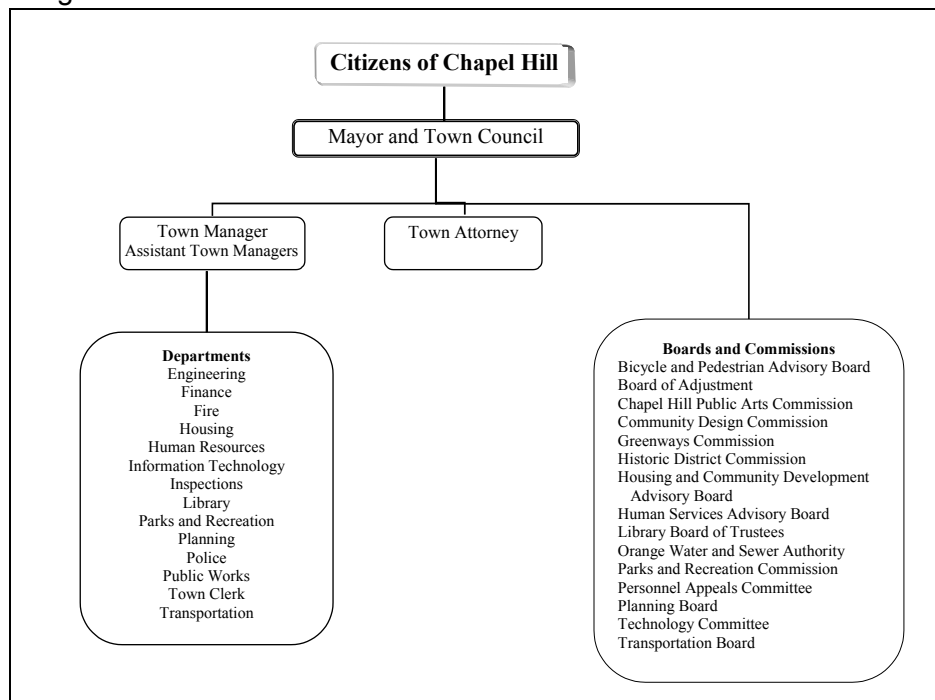 Citizens of Chapel Hill
Mayor and Town Council
Town Manager
Assistant Town Managers
Town Attorney
Departments
Engineering
Finance
Fire
Housing
Human Resources
Information Technology
Inspections
Library
Parks and Recreation
Planning
Police
Public Works
Town Clerk
Transportation
Boards and Commissions
Bicycle and Pedestrian Advisory Board
Board of Adjustment
Chapel Hill Public Arts Commission
Community Design Commission
Greenways Commission
Historic District Commission
Housing and Community Development
Advisory Board
Human Services Advisory Board
Library Board of Trustees
Orange Water and Sewer Authority
Parks and Recreation Commission
Personnel Appeals Committee
Planning Board
Technology Committee
Transportation Board